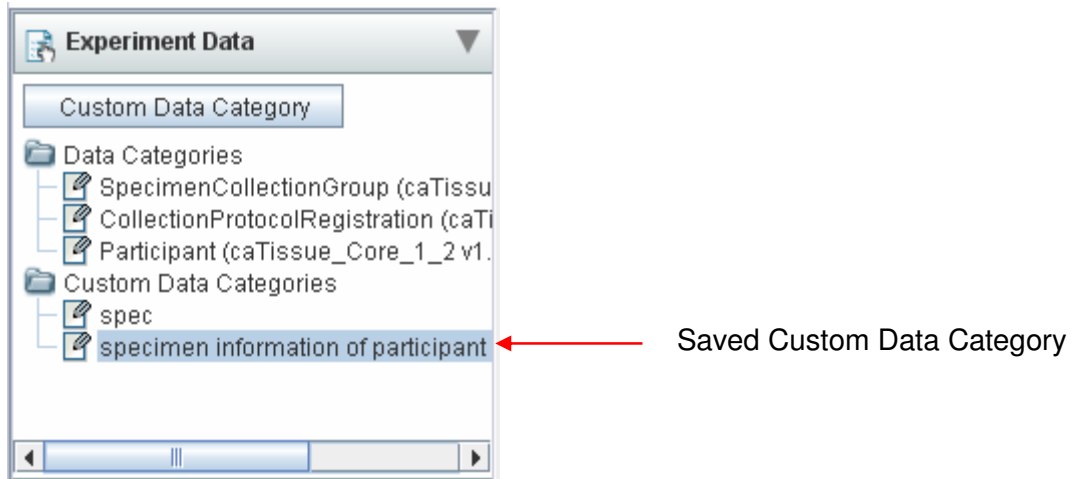 Experiment Data
Custom Data Category
Data Categories
SpecimenCollectionGroup (caTissu
CollectionProtocolRegistration (caTi
Participant (caTissue_Core_1_2 v1.
Custom Data Categories
spec
specimen information of participant
Saved Custom Data Category